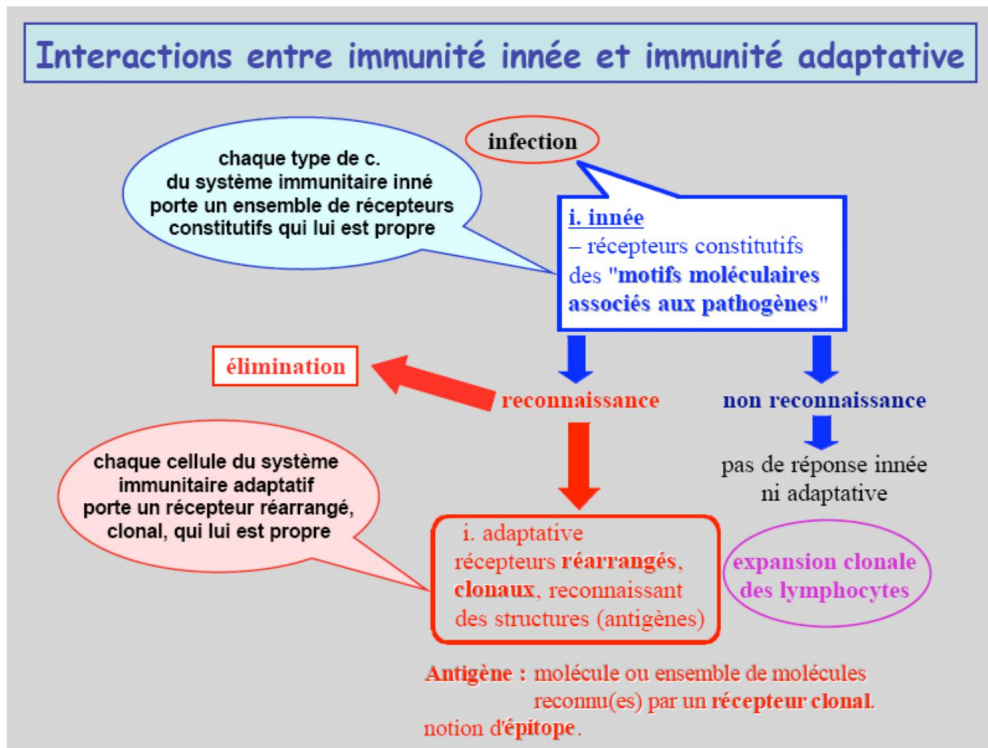 Interactions entre immunité innée et immunité adaptative
infection
chaque type de c.
du système immunitaire inné
porte un ensemble de récepteurs
constitutifs qui lui est propre
i. innée
– récepteurs constitutifs
des "motifs moléculaires
associés aux pathogènes"
élimination
reconnaissance
non reconnaissance
pas de réponse innée
ni adaptative
chaque cellule du système
immunitaire adaptatif
porte un récepteur réarrangé,
clonal, qui lui est propre
i. adaptative
récepteurs réarrangés,
clonaux, reconnaissant
des structures (antigènes)
expansion clonale
des lymphocytes
Antigène : molécule ou ensemble de molécules
reconnu(es) par un récepteur clonal.
notion d'épitope.